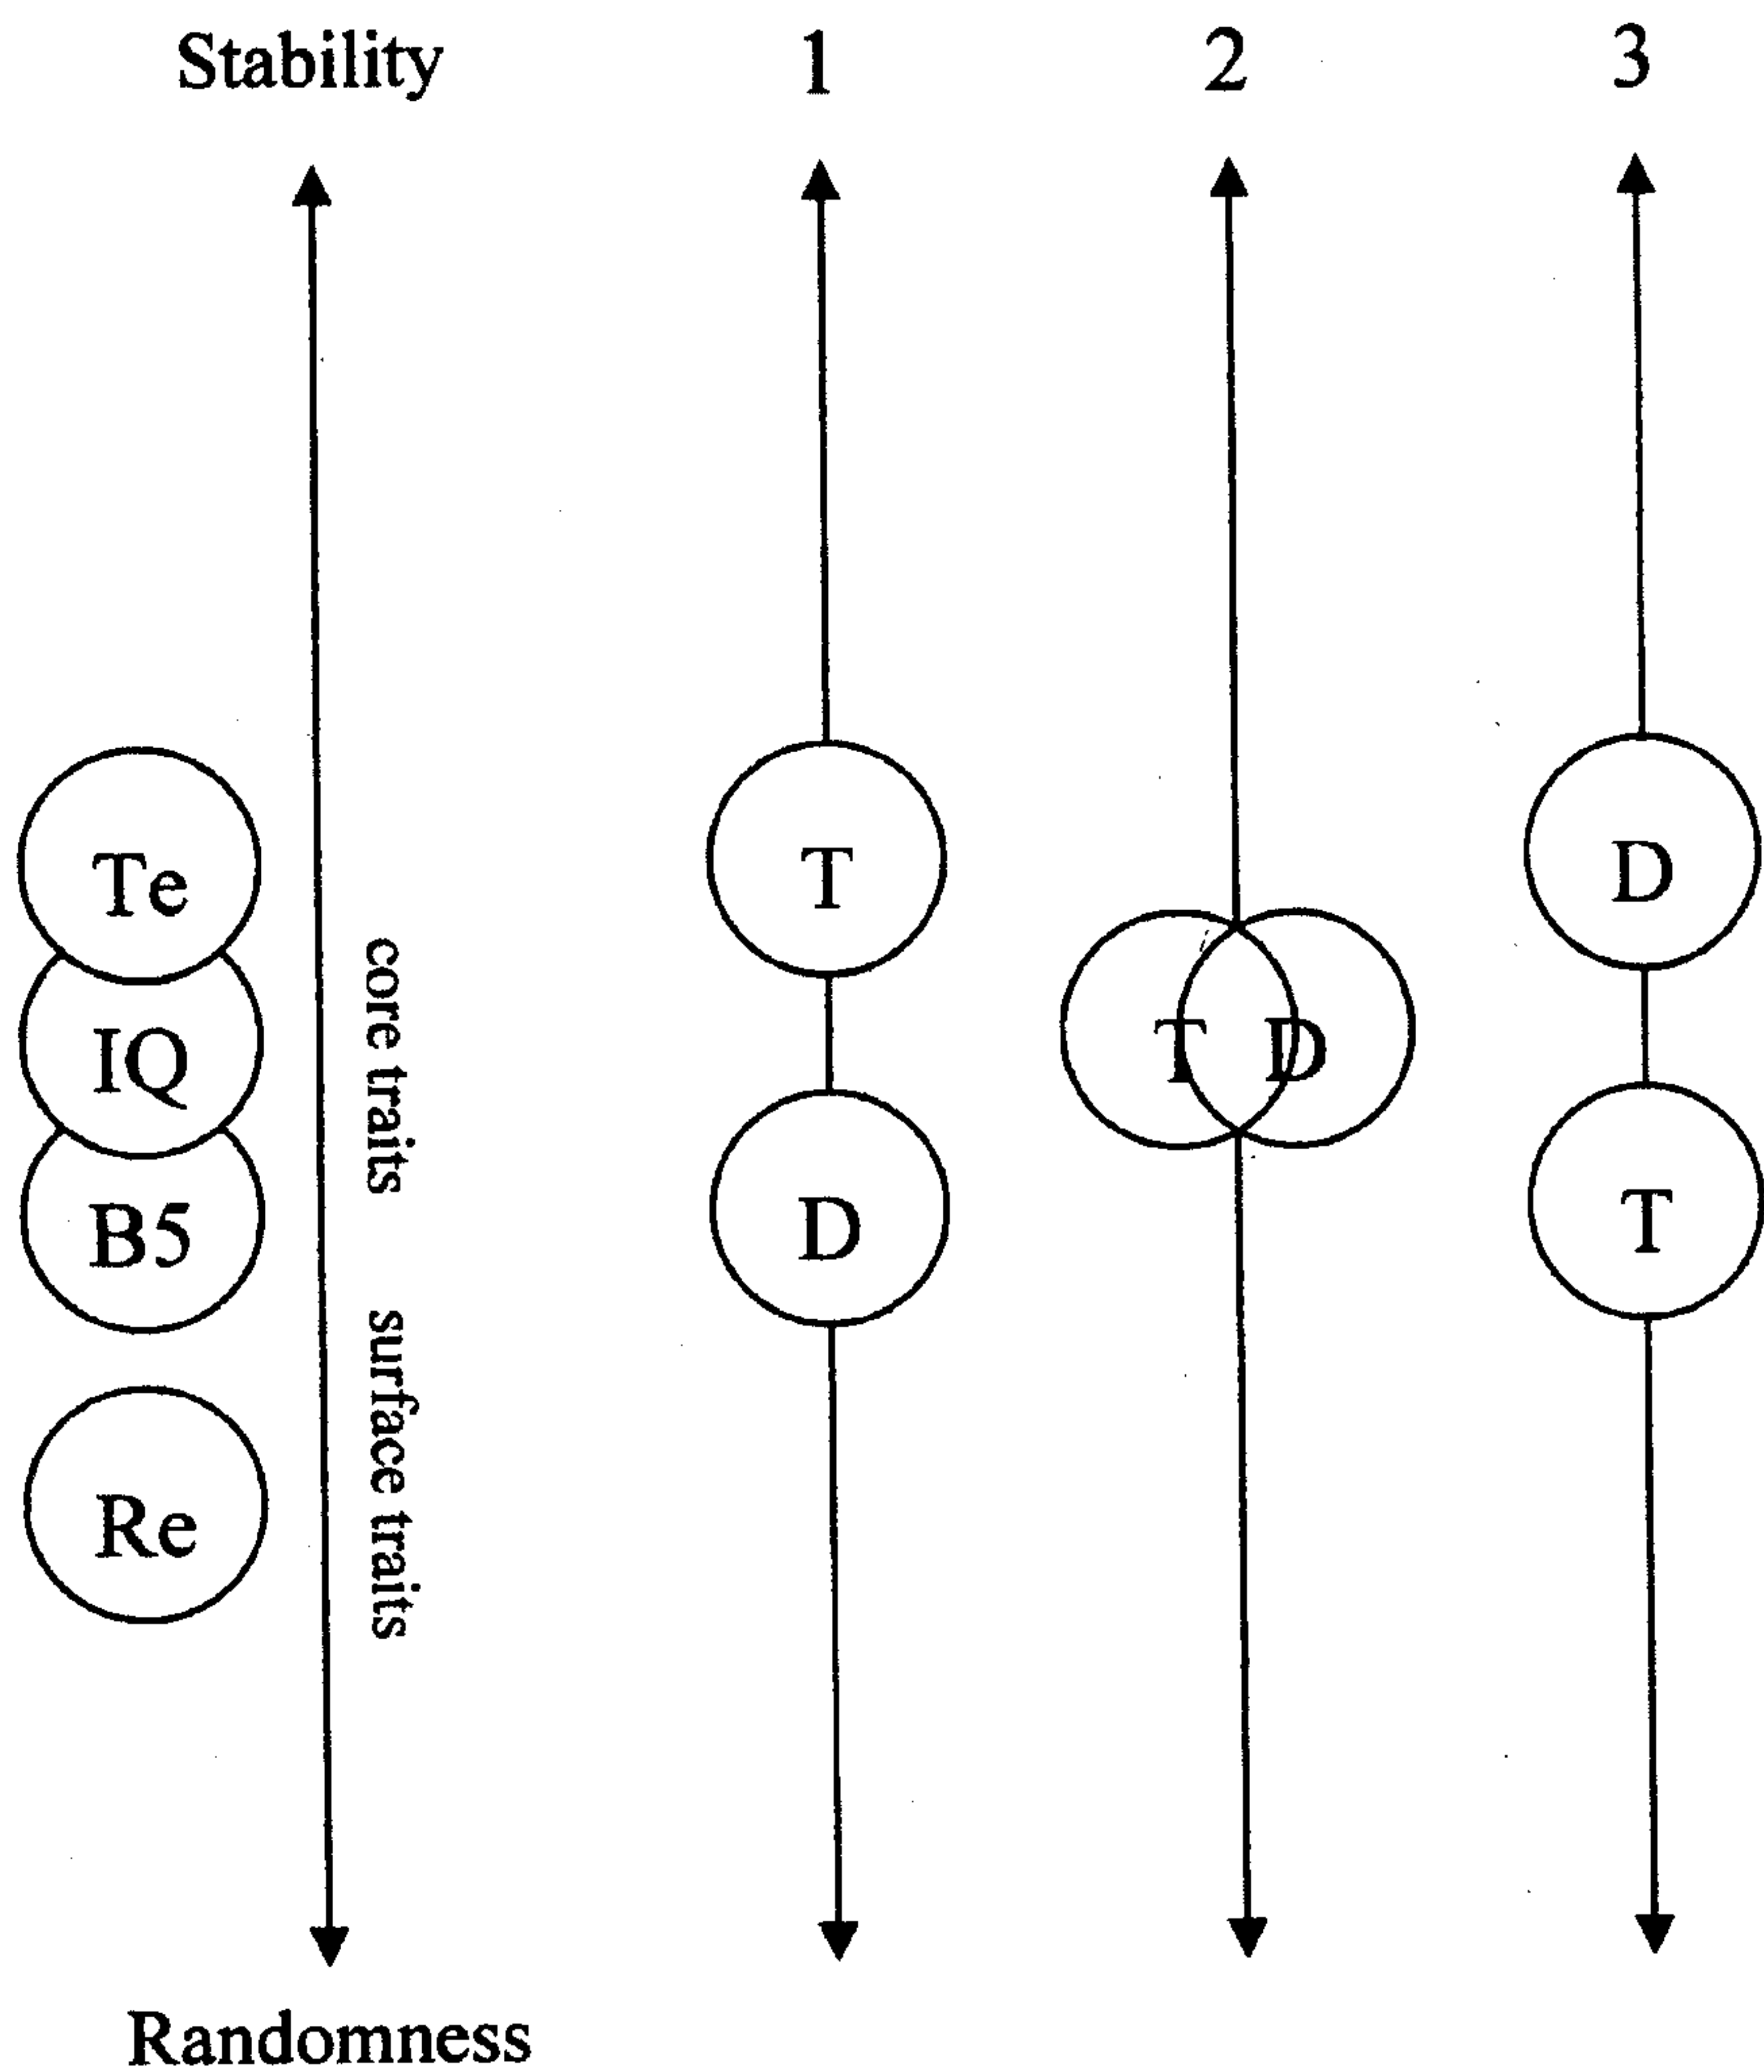 Stability 1 2 3
Te
IQ
B5
Re
core traits
surface traits
T
D
T D
D
T
Randomness